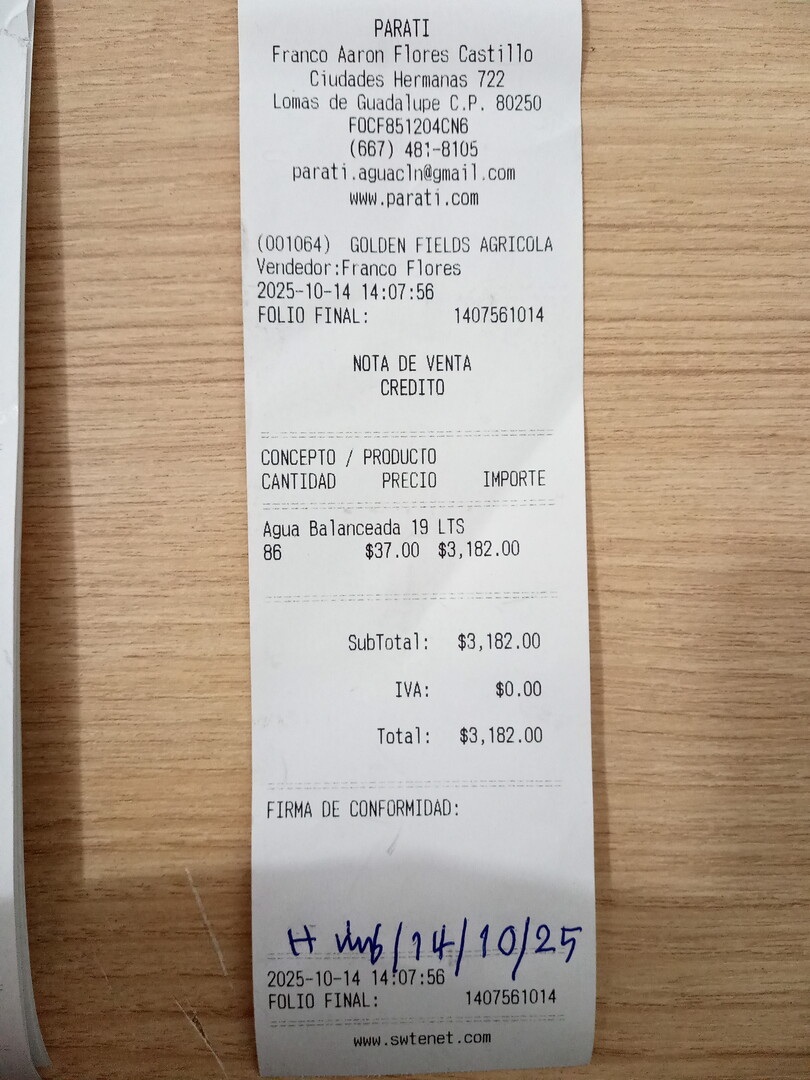 PARATI
Franco Aaron Flores Castillo
Ciudades Hermanas 722
Lomas de Guadalupe C.P. 80250
FOCF851204CN6
(667) 481-8105
parati.aguacln@gmail.com
www.parati.com
(001064) GOLDEN FIELDS AGRICOLA
Vendedor:Franco Flores
2025-10-14 14:07:56
FOLIO FINAL: 1407561014
NOTA DE VENTA
CREDITO
CONCEPTO / PRODUCTO
CANTIDAD PRECIO IMPORTE
Agua Balanceada 19 LTS
86 $37.00 $3,182.00
SubTotal: $3,182.00
IVA: $0.00
Total: $3,182.00
FIRMA DE CONFORMIDAD:
H /14/10/25
2025-10-14 14:07:56
FOLIO FINAL: 1407561014
www.swtenet.com